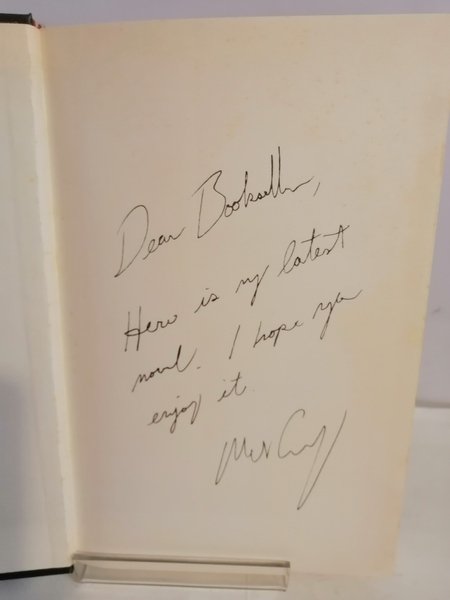 Dear Bookseller,
Here is my latest
novel. I hope you
enjoy it.